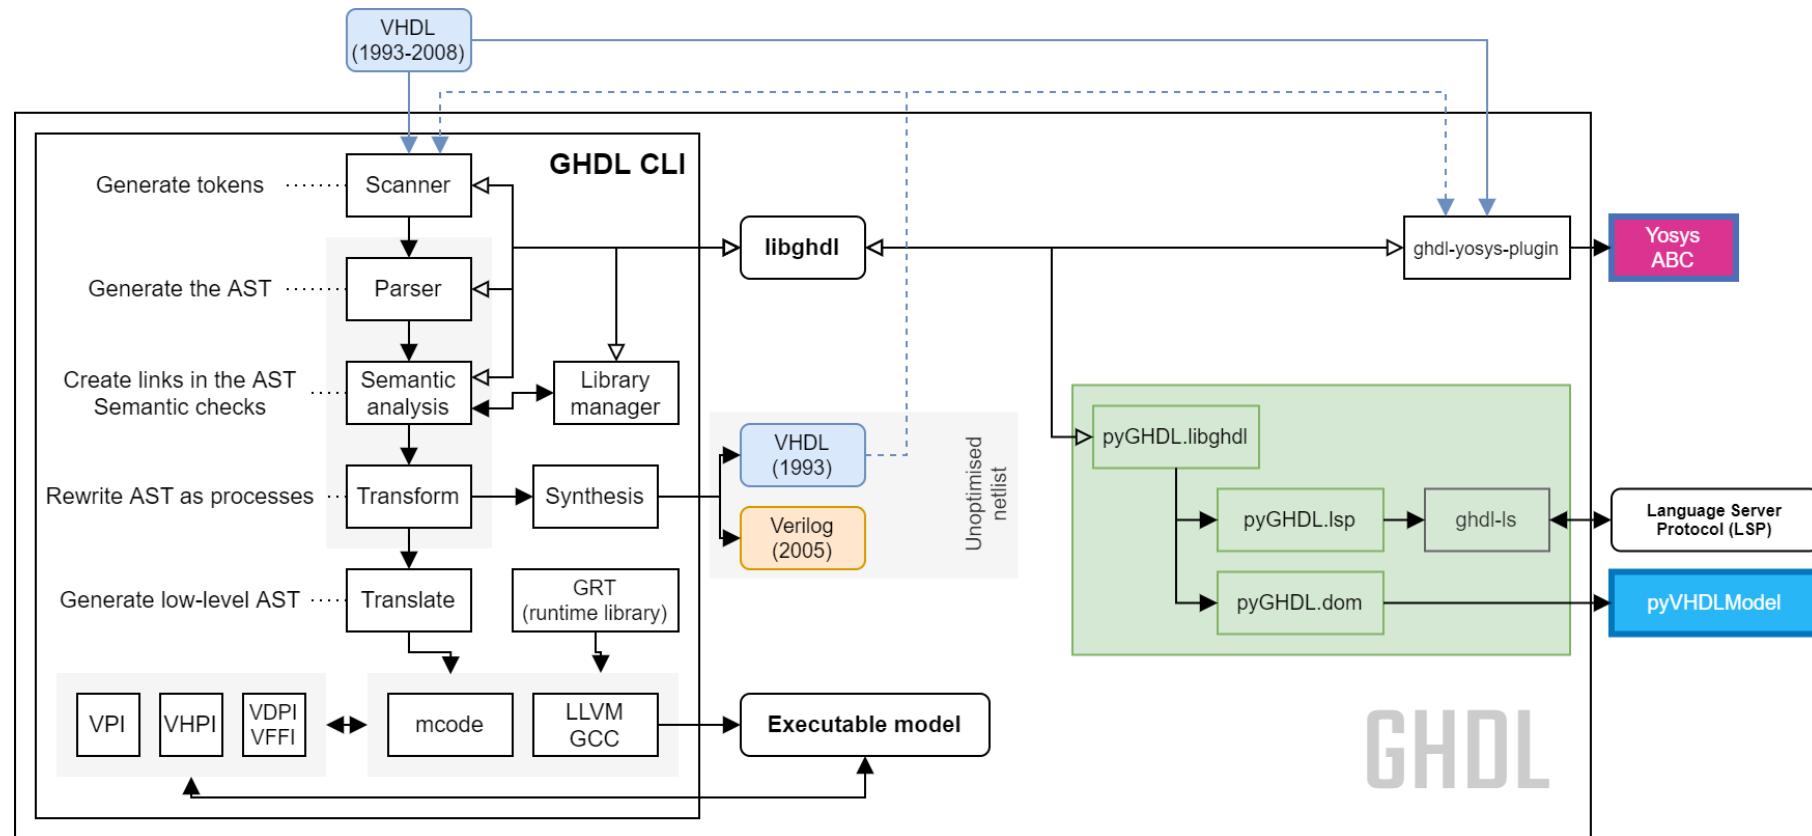 VHDL
(1993-2008)
GHDL CLI
Generate tokens
Scanner
libghdl
ghdl-yosys-plugin
Yosys
ABC
Generate the AST
Parser
Create links in the AST
Semantic checks
Semantic
analysis
Library
manager
pyGHDL.libghdl
VHDL
(1993)
Unoptimised
netlist
Rewrite AST as processes
Transform
Synthesis
Verilog
(2005)
pyGHDL.lsp
ghdl-ls
Language Server
Protocol (LSP)
Generate low-level AST
Translate
GRT
(runtime library)
pyGHDL.dom
pyVHDLModel
VPI
VHPI
VDPI
VFFI
mcode
LLVM
GCC
Executable model
GHDL